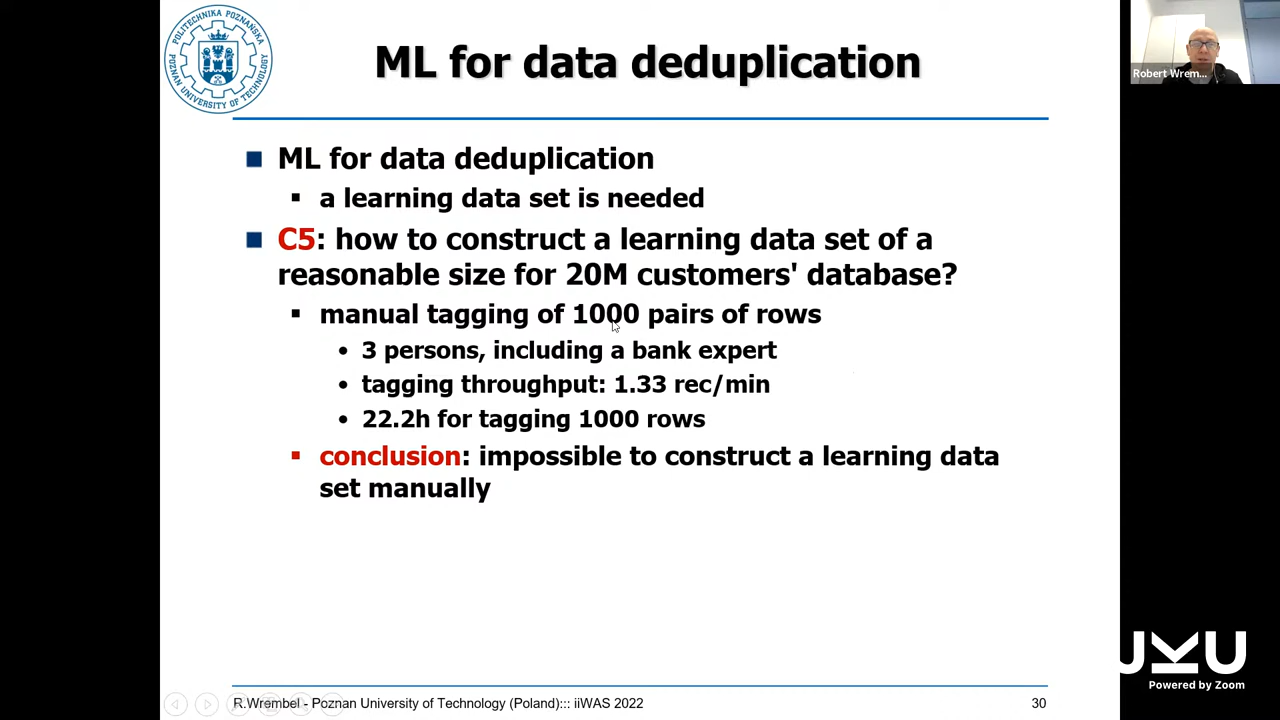 POLITECHNIKA POZNAŃSKA
POZNAN UNIVERSITY OF TECHNOLOGY
ML for data deduplication
Robert Wrem...
ML for data deduplication
a learning data set is needed
C5: how to construct a learning data set of a
reasonable size for 20M customers' database?
manual tagging of 1000 pairs of rows
3 persons, including a bank expert
tagging throughput: 1.33 rec/min
22.2h for tagging 1000 rows
conclusion: impossible to construct a learning data
set manually
JKU
Powered by Zoom
R.Wrembel - Poznan University of Technology (Poland)::: iiWAS 2022
30